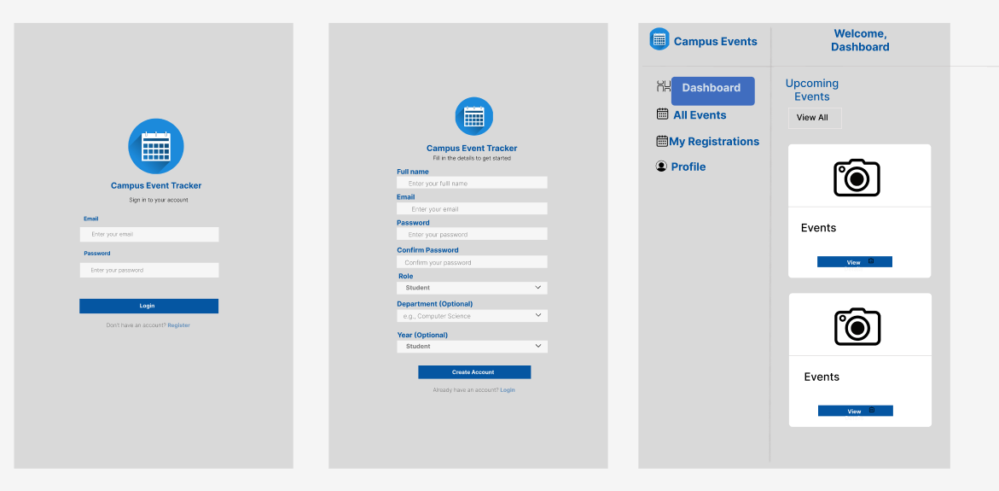 Campus Event Tracker
Sign in to your account
Email
Enter your email
Password
Enter your password
Login
Don't have an account? Register
Campus Event Tracker
Fill in the details to get started
Full name
Enter your fulll name
Email
Enter your email
Password
Enter your password
Confirm Password
Confirm your password
Role
Student
Department (Optional)
e.g., Computer Science
Year (Optional)
Student
Create Account
Already have an account? Login
Campus Events
Welcome,
Dashboard
Dashboard
All Events
My Registrations
Profile
Upcoming
Events
View All
Events
View
Events
View